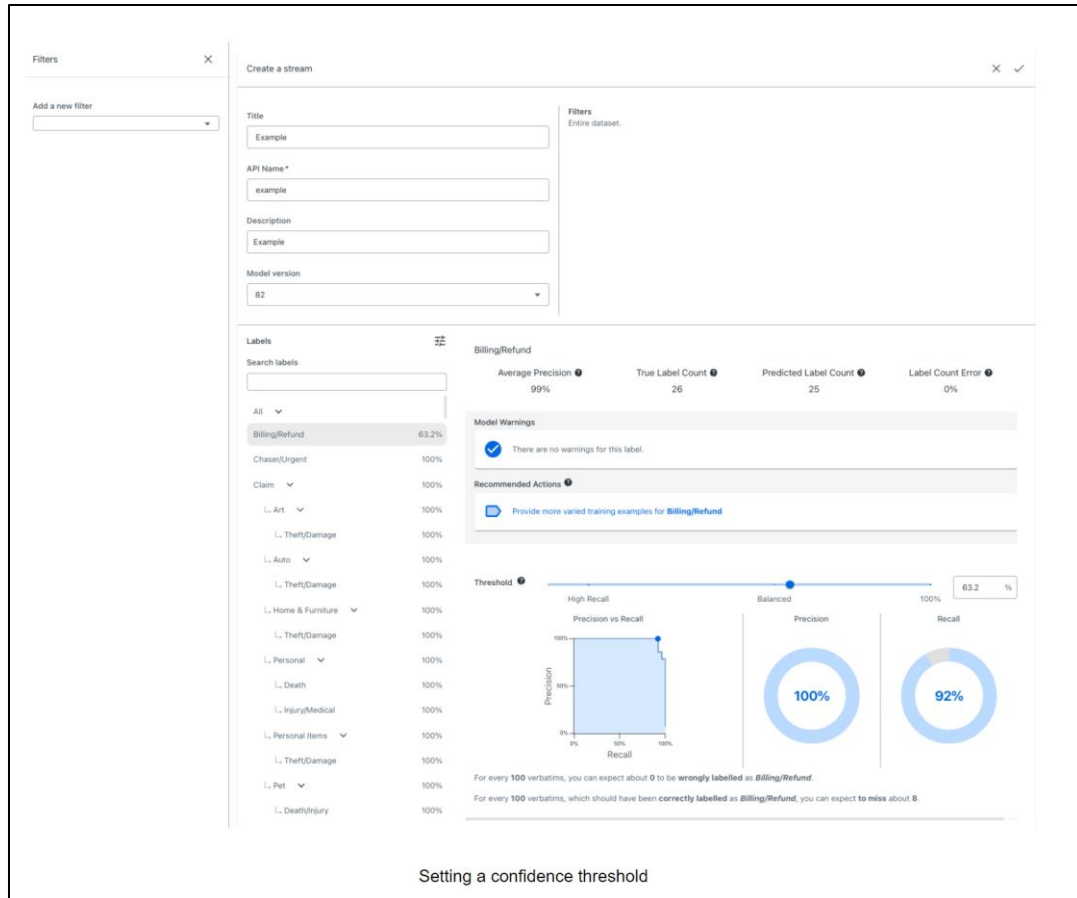 Filters
Add a new filter
Create a stream
Title
Example
API Name *
example
Description
Example
Model version
82
Filters
Entire dataset.
Labels
Search labels
All
Billing/Refund 63.2%
Chaser/Urgent 100%
Claim 100%
Art 100%
Theft/Damage 100%
Auto 100%
Theft/Damage 100%
Home & Furniture 100%
Theft/Damage 100%
Personal 100%
Death 100%
Injury/Medical 100%
Personal Items 100%
Theft/Damage 100%
Pet 100%
Death/Injury 100%
Billing/Refund
Average Precision True Label Count Predicted Label Count Label Count Error
99% 26 25 0%
Model Warnings
There are no warnings for this label.
Recommended Actions
Provide more varied training examples for Billing/Refund
Threshold 63.2 %
High Recall Balanced 100%
Precision vs Recall Precision Recall
100%
50%
0%
Precision
0% 50% 100%
Recall
100%
92%
For every 100 verbatims, you can expect about 0 to be wrongly labelled as Billing/Refund.
For every 100 verbatims, which should have been correctly labelled as Billing/Refund, you can expect to miss about 8.
Setting a confidence threshold